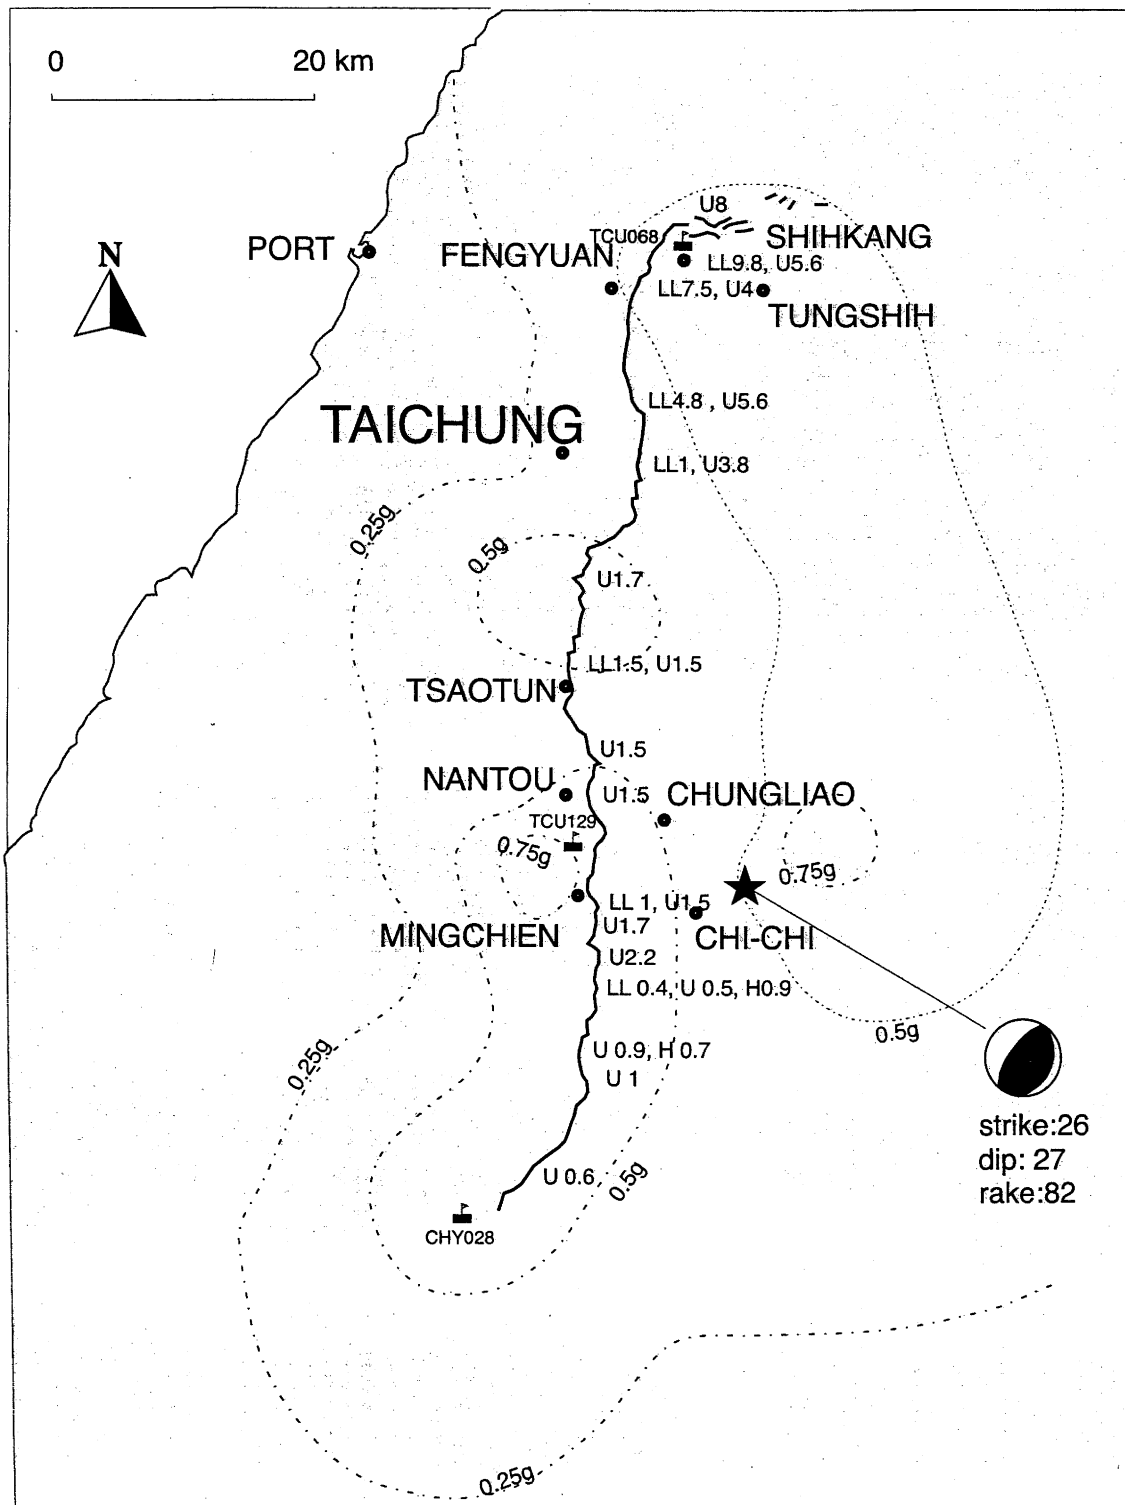 0 20 km
U8
N
TCU068
SHIHKANG
PORT
FENGYUAN
LL9.8, U5.6
LL7.5, U4
TUNGSHIH
LL4.8 , U5.6
TAICHUNG
LL1, U3.8
0.25g
0.5g
U1.7
LL1.5, U1.5
TSAOTUN
U1.5
NANTOU
U1.5
CHUNGLIAO
TCU129
0.75g
0.75g
LL 1, U1.5
U1.7
MINGCHIEN
CHI-CHI
U2.2
LL 0.4, U 0.5, H0.9
0.5g
U 0.9, H 0.7
0.25g
U 1
strike:26
dip: 27
rake:82
U 0.6
0.5g
CHY028
0.25g